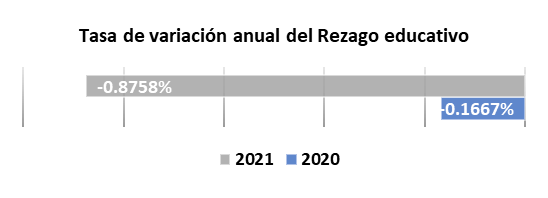 Tasa de variación anual del Rezago educativo
-0.8758%
-0.1667%
2021 2020